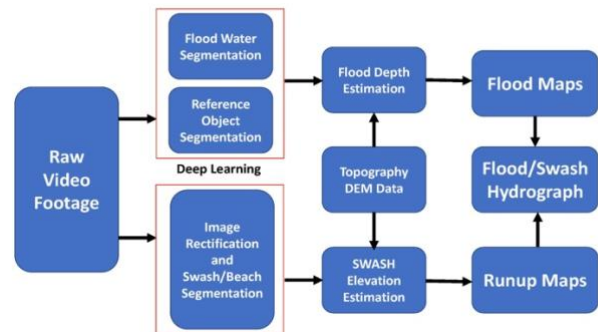 Raw
Video
Footage
Flood Water
Segmentation
Reference
Object
Segmentation
Deep Learning
Image
Rectification
and
Swash/Beach
Segmentation
Flood Depth
Estimation
Topography
DEM Data
SWASH
Elevation
Estimation
Flood Maps
Flood/Swash
Hydrograph
Runup Maps